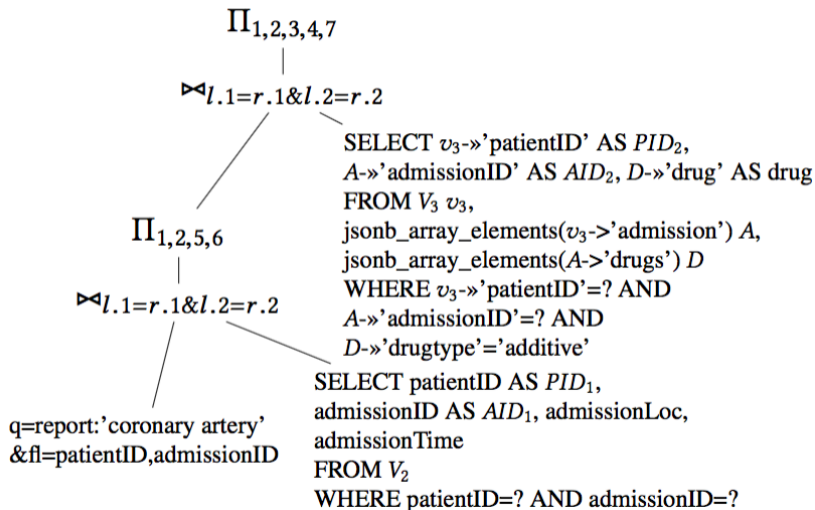 Π1,2,3,4,7
⋈l.1=r.1&l.2=r.2
SELECT v3-»’patientID’ AS PID2,
A-»’admissionID’ AS AID2, D-»’drug’ AS drug
FROM V3 v3,
jsonb_array_elements(v3->’admission’) A,
jsonb_array_elements(A->’drugs’) D
WHERE v3-»’patientID’=? AND
A-»’admissionID’=? AND
D-»’drugtype’=’additive’
Π1,2,5,6
⋈l.1=r.1&l.2=r.2
q=report:’coronary artery’
&fl=patientID,admissionID
SELECT patientID AS PID1,
admissionID AS AID1, admissionLoc,
admissionTime
FROM V2
WHERE patientID=? AND admissionID=?